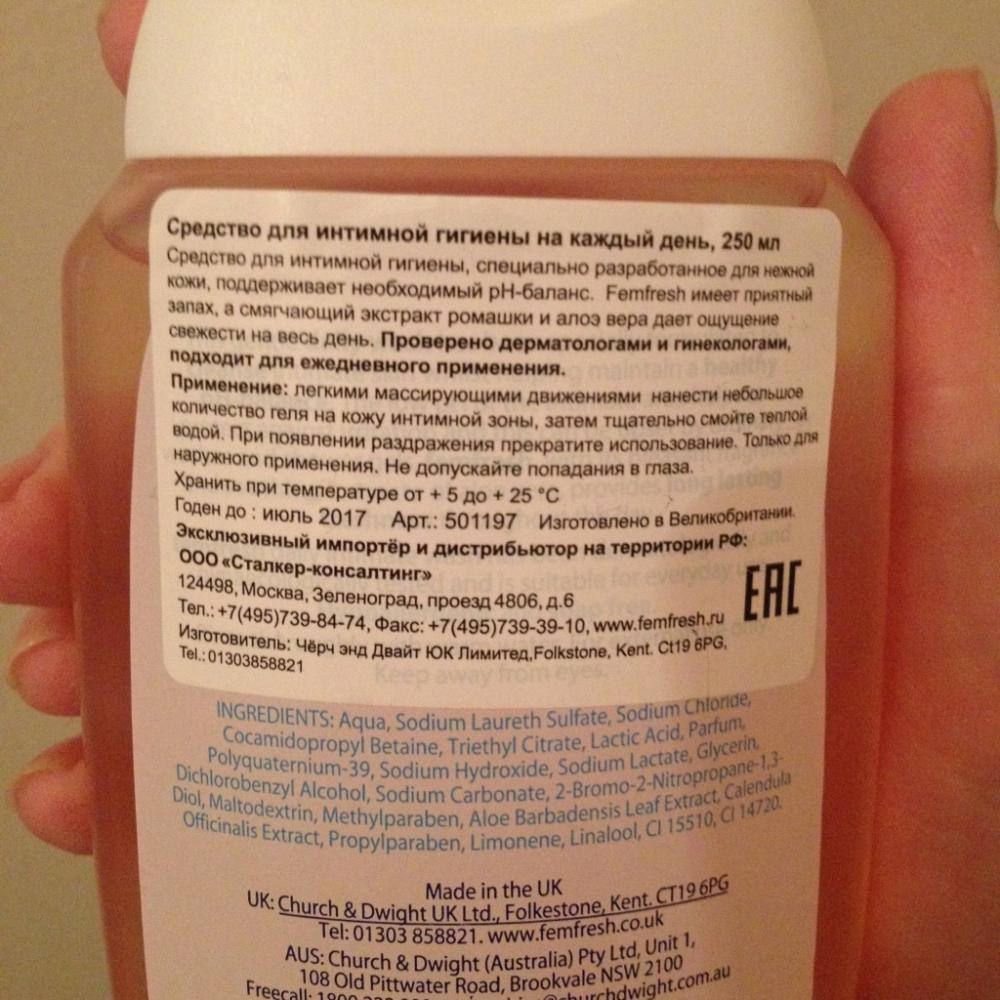 Средство для интимной гигиены на каждый день, 250 мл
Средство для интимной гигиены, специально разработанное для нежной
кожи, поддерживает необходимый pH-баланс. Femfresh имеет приятный
запах, а смягчающий экстракт ромашки и алоэ вера дает ощущение
свежести на весь день. Проверено дерматологами и гинекологами,
подходит для ежедневного применения.
Применение: легкими массирующими движениями нанести небольшое
количество геля на кожу интимной зоны, затем тщательно смойте теплой
водой. При появлении раздражения прекратите использование. Только для
наружного применения. Не допускайте попадания в глаза.
Хранить при температуре от + 5 до + 25 °C
Годен до : июль 2017 Арт.: 501197 Изготовлено в Великобритании.
Эксклюзивный импортёр и дистрибьютор на территории РФ:
ООО «Сталкер-консалтинг»
124498, Москва, Зеленоград, проезд 4806, д.6
Тел.: +7(495)739-84-74, Факс: +7(495)739-39-10, www.femfresh.ru
EAC
Изготовитель: Чёрч энд Двайт ЮК Лимитед,Folkstone, Kent. Ct19 6PG,
Tel.: 01303858821
Keep away from eyes.
INGREDIENTS: Aqua, Sodium Laureth Sulfate, Sodium Chloride,
Cocamidopropyl Betaine, Triethyl Citrate, Lactic Acid, Parfum,
Polyquaternium-39, Sodium Hydroxide, Sodium Lactate, Glycerin,
Dichlorobenzyl Alcohol, Sodium Carbonate, 2-Bromo-2-Nitropropane-1,3-
Diol, Maltodextrin, Methylparaben, Aloe Barbadensis Leaf Extract, Calendula
Officinalis Extract, Propylparaben, Limonene, Linalool, CI 15510, CI 14720.
Made in the UK
UK: Church & Dwight UK Ltd., Folkestone, Kent. CT19 6PG
Tel: 01303 858821. www.femfresh.co.uk
AUS: Church & Dwight (Australia) Pty Ltd, Unit 1,
108 Old Pittwater Road, Brookvale NSW 2100
Freecall: 1800